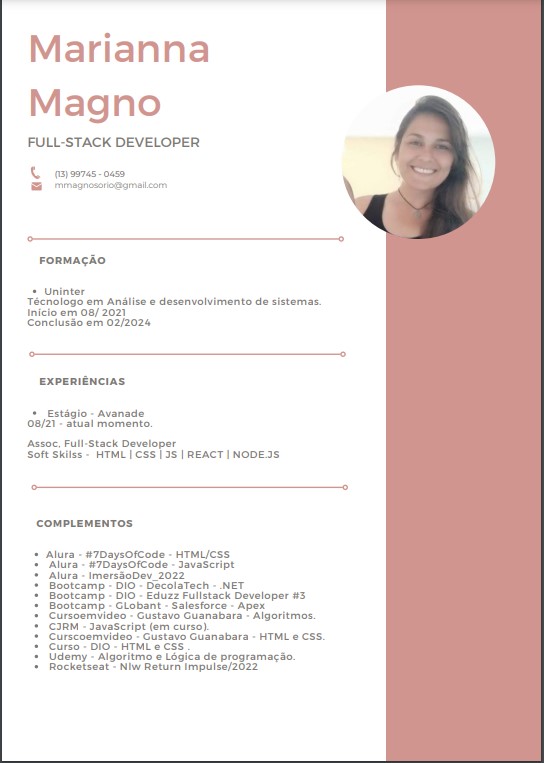 Marianna
Magno
FULL-STACK DEVELOPER
(13) 99745 - 0459
mmagnosorio@gmail.com
FORMAÇÃO
• Uninter
Técnologo em Análise e desenvolvimento de sistemas.
Início em 08/ 2021
Conclusão em 02/2024
EXPERIÊNCIAS
• Estágio - Avanade
08/21 - atual momento.
Assoc, Full-Stack Developer
Soft Skilss - HTML | CSS | JS | REACT | NODE.JS
COMPLEMENTOS
• Alura - #7DaysOfCode - HTML/CSS
• Alura - #7DaysOfCode - JavaScript
• Alura - ImersãoDev_2022
• Bootcamp - DIO - DecolaTech - .NET
• Bootcamp - DIO - Eduzz Fullstack Developer #3
• Bootcamp - GLobant - Salesforce - Apex
• Cursoemvideo - Gustavo Guanabara - Algoritmos.
• CJRM - JavaScript (em curso).
• Curscoemvideo - Gustavo Guanabara - HTML e CSS.
• Curso - DIO - HTML e CSS .
• Udemy - Algoritmo e Lógica de programação.
• Rocketseat - Nlw Return Impulse/2022